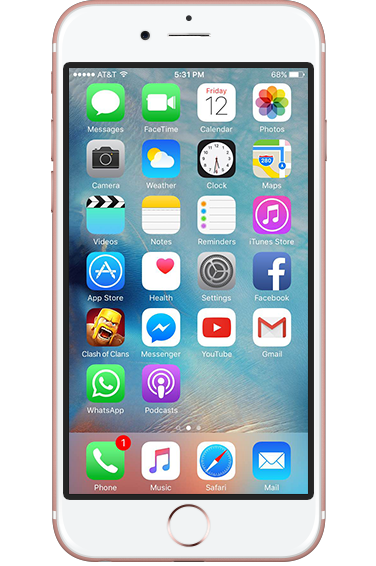 AT&T 5:31 PM 68%
Friday
12
Messages FaceTime Calendar Photos
280
Camera Weather Clock Maps
Videos Notes Reminders iTunes Store
App Store Health Settings Facebook
Clash of Clans Messenger YouTube Gmail
WhatsApp Podcasts
1
Phone Music Safari Mail